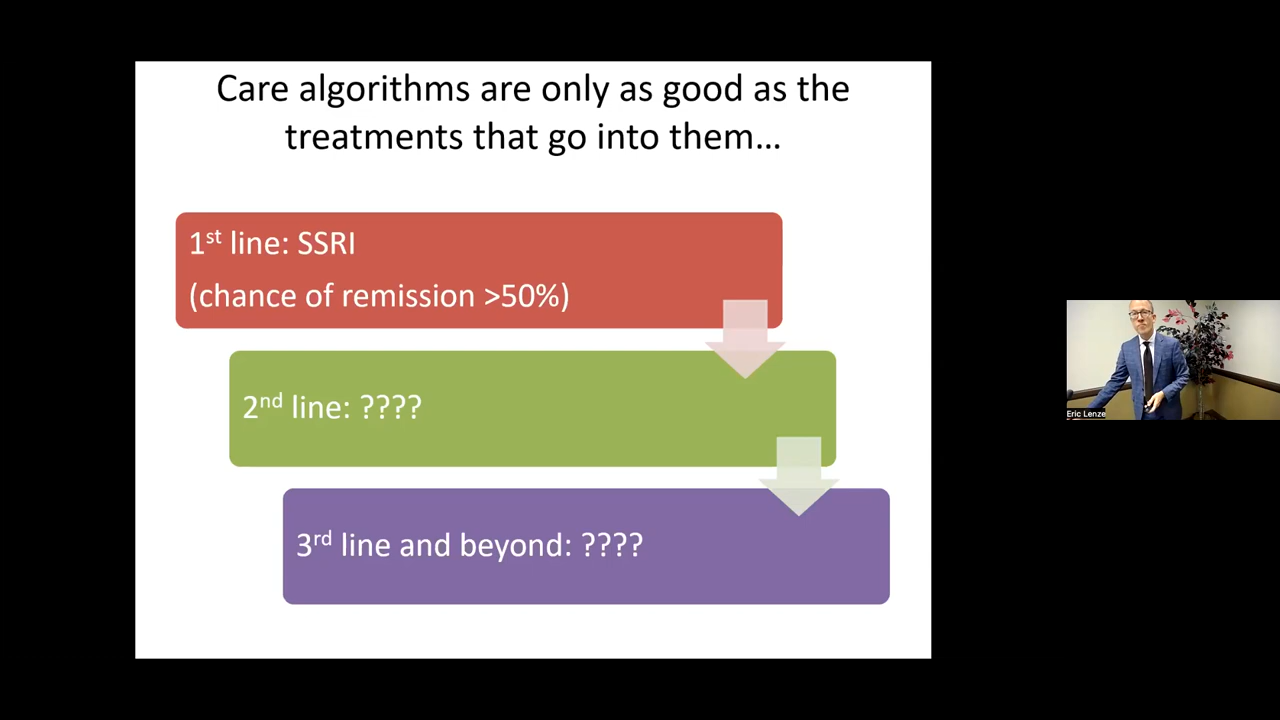 Care algorithms are only as good as the
treatments that go into them…
1st line: SSRI
(chance of remission >50%)
2nd line: ????
3rd line and beyond: ????
Eric Lenze